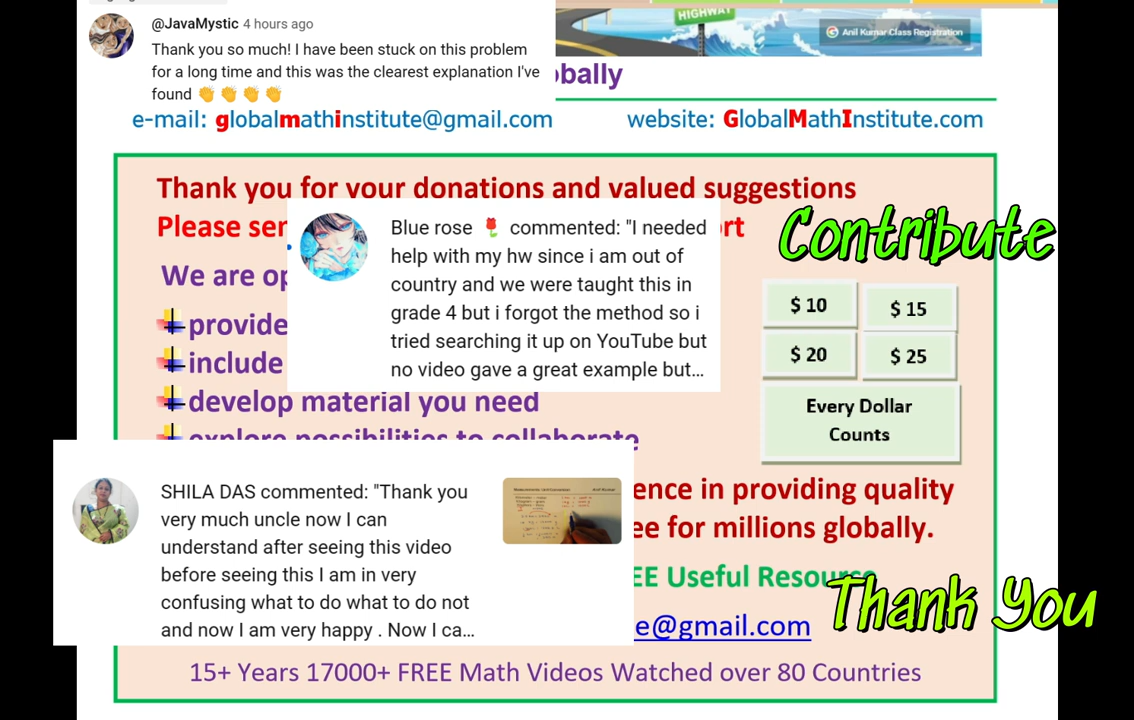 @JavaMystic 4 hours ago
Thank you so much! I have been stuck on this problem
for a long time and this was the clearest explanation I've
found 👏 👏 👏 👏
HIGHWAY
Anil Kumar Class Registration
obally
e-mail: globalmathinstitute@gmail.com
website: GlobalMathInstitute.com
Thank you for your donations and valued suggestions
Please
Contribute
Blue rose 🌹 commented: "I needed
help with my hw since i am out of
country and we were taught this in
grade 4 but i forgot the method so i
tried searching it up on YouTube but
no video gave a great example but...
We are
provide
include
develop material you need
explore possibilities to collaborate
$ 10
$ 15
$ 20
$ 25
Every Dollar
Counts
SHILA DAS commented: "Thank you
very much uncle now I can
understand after seeing this video
before seeing this I am in very
confusing what to do what to do not
and now I am very happy . Now I ca...
ence in providing quality
ee for millions globally.
EE Useful Resource
Thank You
e@gmail.com
15+ Years 17000+ FREE Math Videos Watched over 80 Countries